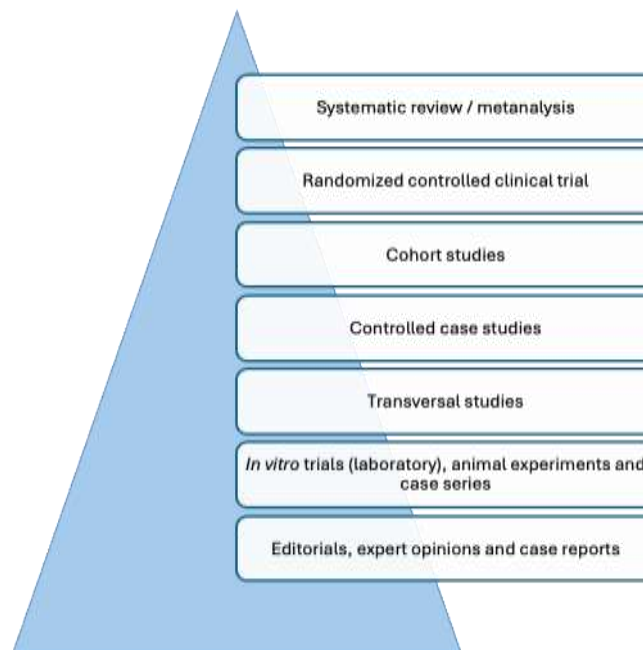 Systematic review / metanalysis
Randomized controlled clinical trial
Cohort studies
Controlled case studies
Transversal studies
In vitro trials (laboratory), animal experiments and
case series
Editorials, expert opinions and case reports